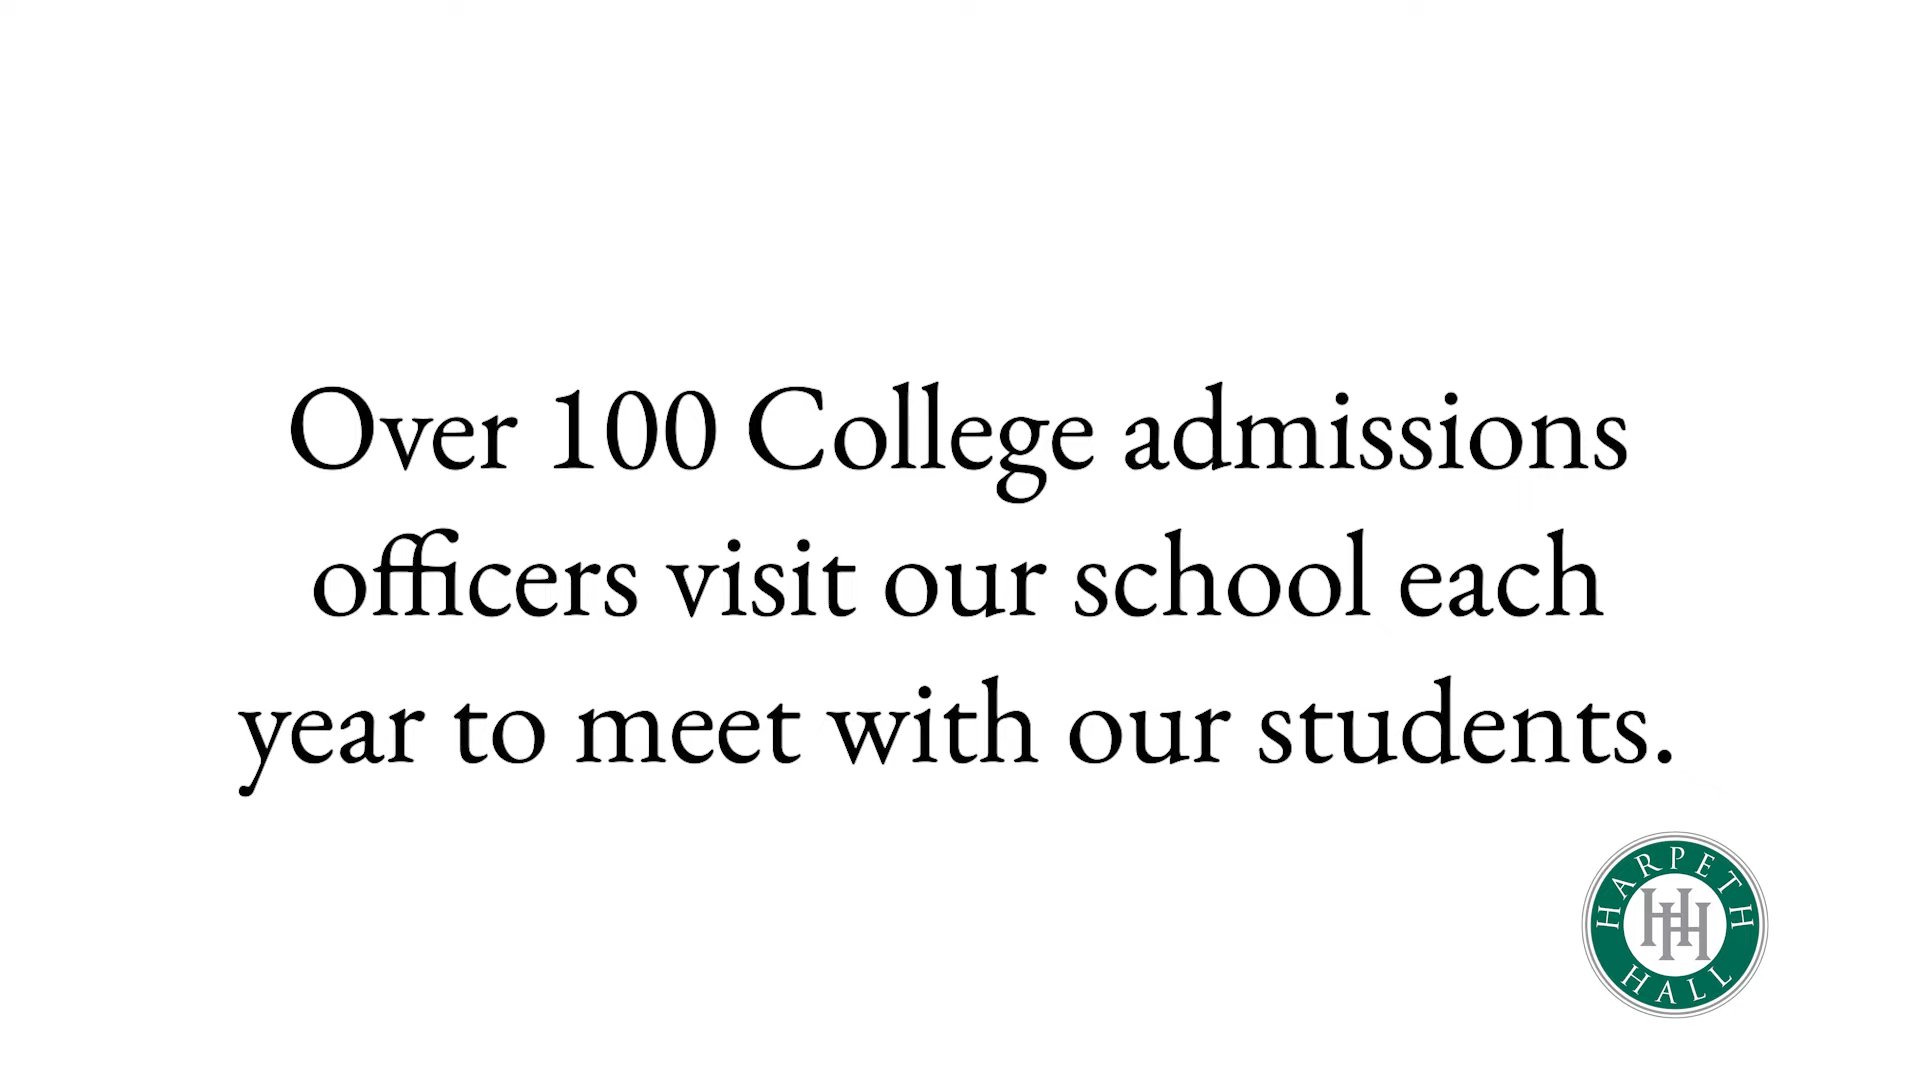 Over 100 College admissions
officers visit our school each
year to meet with our students.
HARPETH
HH
HALL